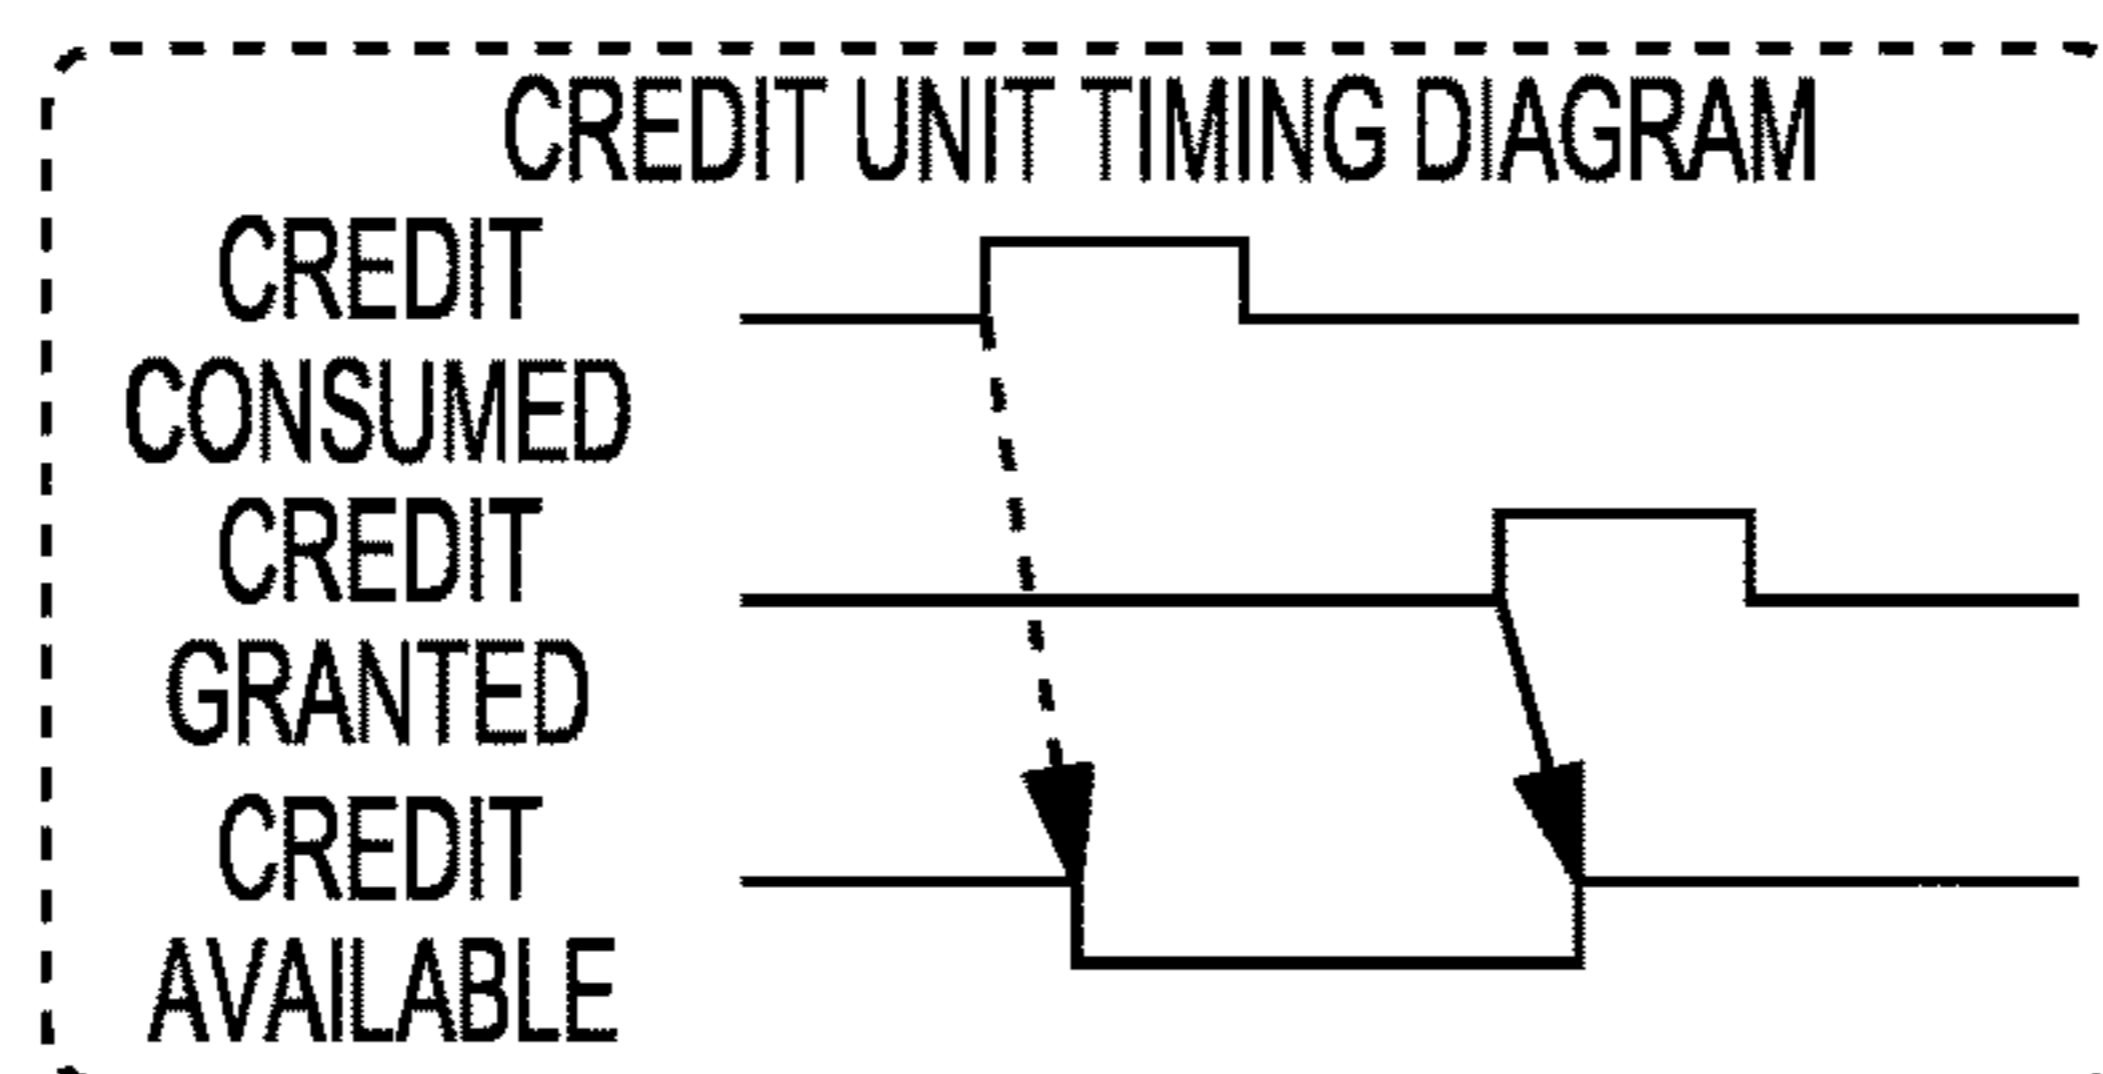 CREDIT UNIT TIMING DIAGRAM
CREDIT
CONSUMED
CREDIT
GRANTED
CREDIT
AVAILABLE